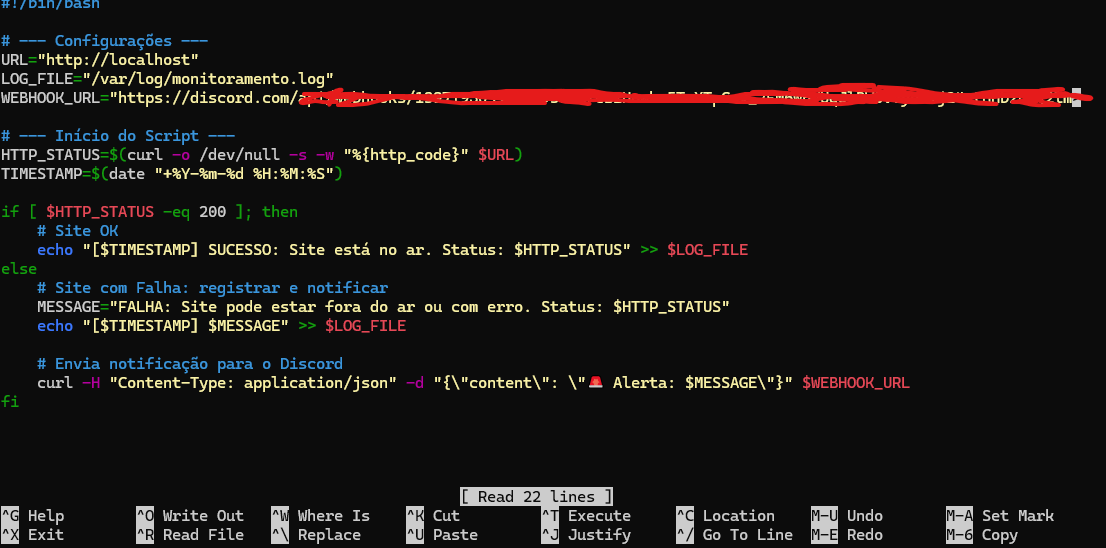 #!/bin/bash
# --- Configurações ---
URL="http://localhost"
LOG_FILE="/var/log/monitoramento.log"
WEBHOOK_URL="https://discord.com/
# --- Início do Script ---
HTTP_STATUS=$(curl -o /dev/null -s -w "%{http_code}" $URL)
TIMESTAMP=$(date "+%Y-%m-%d %H:%M:%S")
if [ $HTTP_STATUS -eq 200 ]; then
    # Site OK
    echo "[$TIMESTAMP] SUCESSO: Site está no ar. Status: $HTTP_STATUS" >> $LOG_FILE
else
    # Site com Falha: registrar e notificar
    MESSAGE="FALHA: Site pode estar fora do ar ou com erro. Status: $HTTP_STATUS"
    echo "[$TIMESTAMP] $MESSAGE" >> $LOG_FILE
    # Envia notificação para o Discord
    curl -H "Content-Type: application/json" -d "{\"content\": \"🚨 Alerta: $MESSAGE\"}" $WEBHOOK_URL
fi
[ Read 22 lines ]
^G Help ^O Write Out ^W Where Is ^K Cut ^T Execute ^C Location M-U Undo M-A Set Mark
^X Exit ^R Read File ^\ Replace ^U Paste ^J Justify ^/ Go To Line M-E Redo M-6 Copy